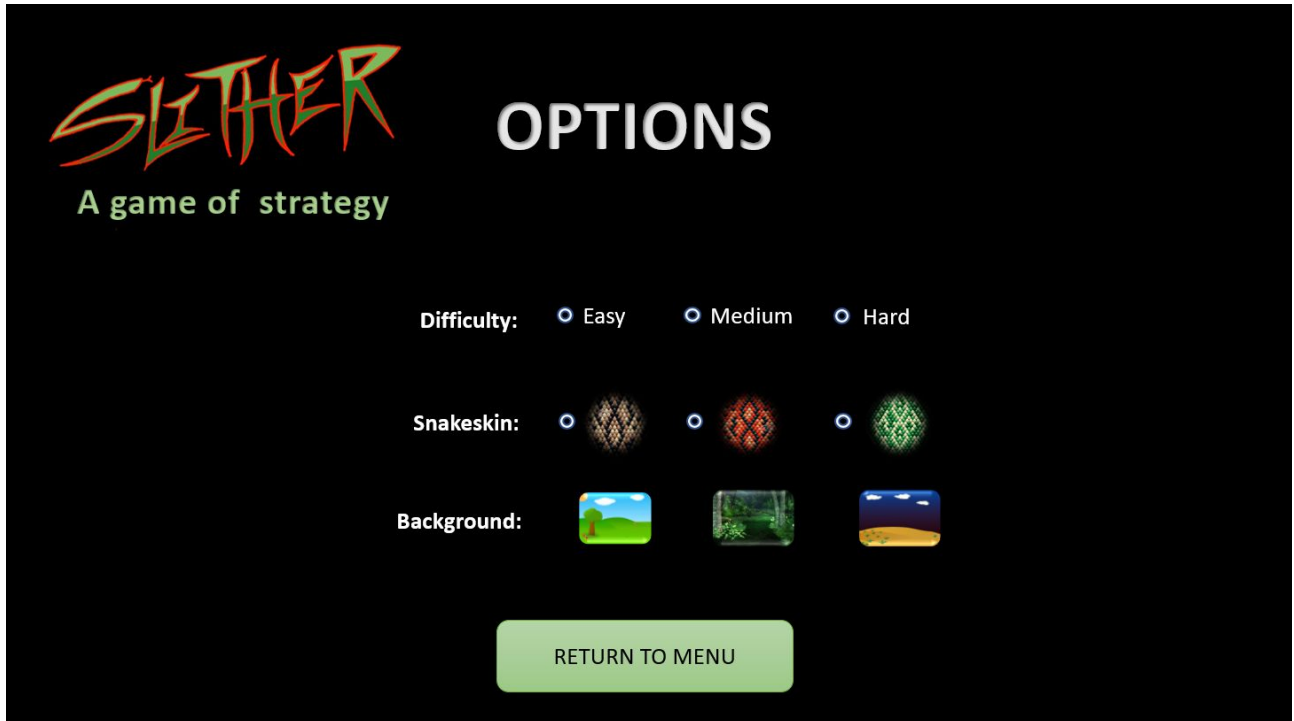 SLITHER
OPTIONS
A game of strategy
Difficulty: Easy Medium Hard
Snakeskin:
Background:
RETURN TO MENU